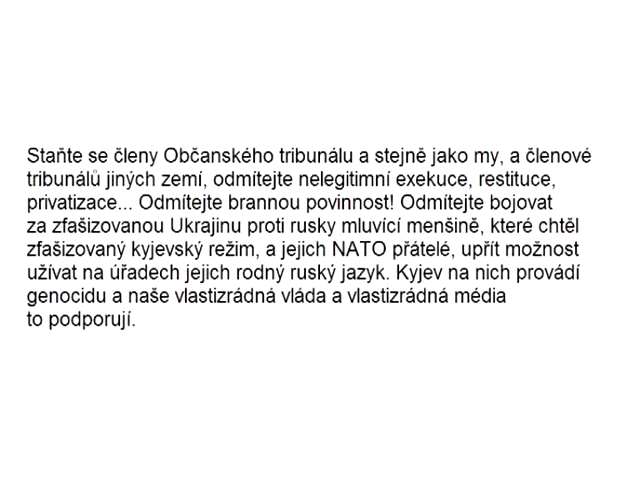 Staňte se členy Občanského tribunálu a stejně jako my, a členové
tribunálů jiných zemí, odmítejte nelegitimní exekuce, restituce,
privatizace... Odmítejte brannou povinnost! Odmítejte bojovat
za zfašizovanou Ukrajinu proti rusky mluvící menšině, které chtěl
zfašizovaný kyjevský režim, a jejich NATO přátelé, upřít možnost
užívat na úřadech jejich rodný ruský jazyk. Kyjev na nich provádí
genocidu a naše vlastizrádná vláda a vlastizrádná média
to podporují.